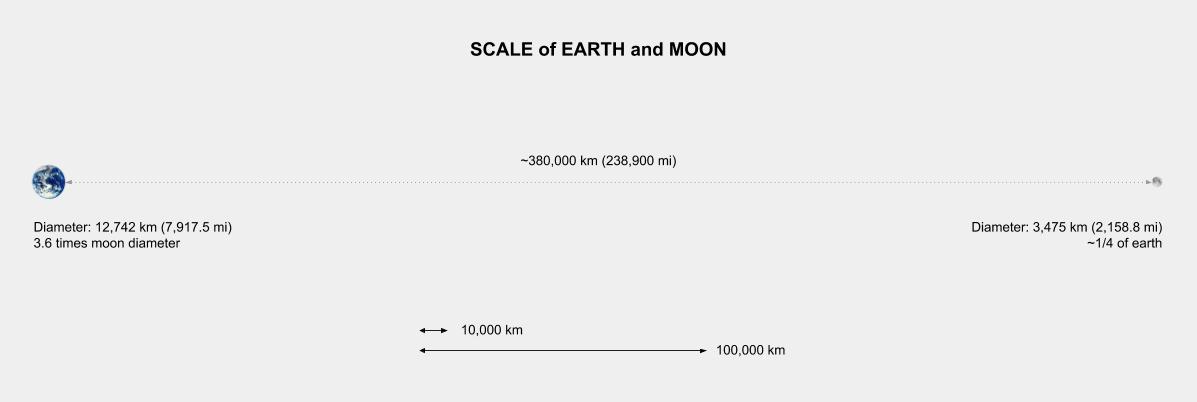 SCALE of EARTH and MOON
~380,000 km (238,900 mi)
Diameter: 12,742 km (7,917.5 mi)
3.6 times moon diameter
Diameter: 3,475 km (2,158.8 mi)
~1/4 of earth
10,000 km
100,000 km